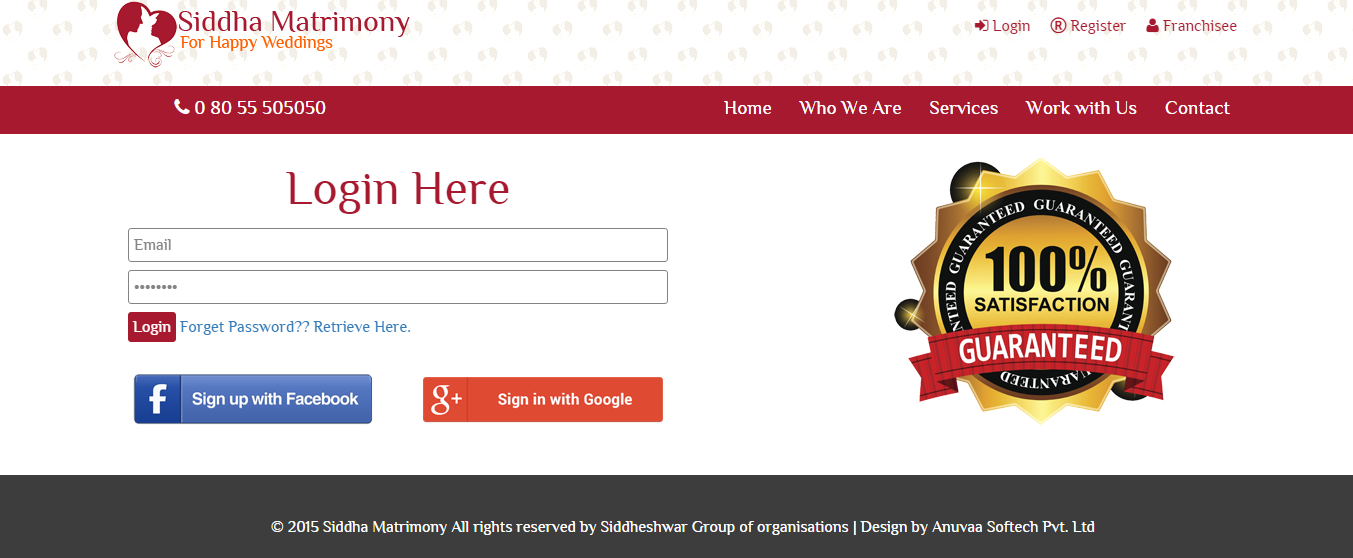 Siddha Matrimony
For Happy Weddings
Login ® Register Franchisee
0 80 55 505050
Home Who We Are Services Work with Us Contact
Login Here
Email
••••••••
Login Forget Password?? Retrieve Here.
f Sign up with Facebook
g+ Sign in with Google
GUARANTEED GUARANTEED GUARANTEED GUARANTEED GUARANTEED
100%
SATISFACTION
GUARANTEED
© 2015 Siddha Matrimony All rights reserved by Siddheshwar Group of organisations | Design by Anuvaa Softech Pvt. Ltd